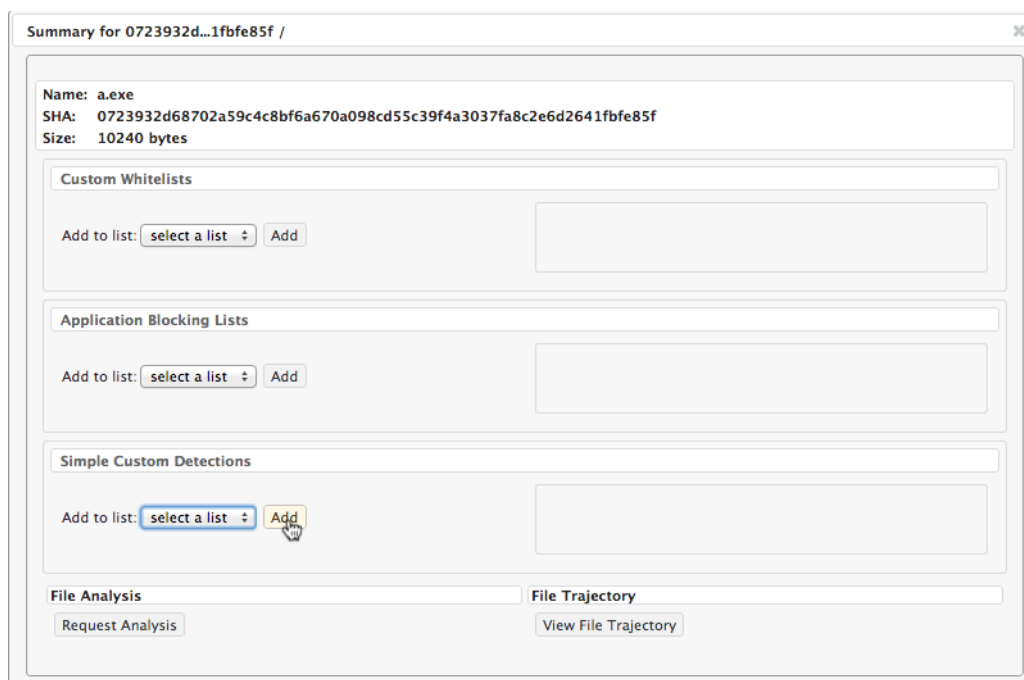 Summary for 0723932d...1fbfe85f /
Name: a.exe
SHA: 0723932d68702a59c4c8bf6a670a098cd55c39f4a3037fa8c2e6d2641fbfe85f
Size: 10240 bytes
Custom Whitelists
Add to list: select a list Add
Application Blocking Lists
Add to list: select a list Add
Simple Custom Detections
Add to list: select a list Add
File Analysis File Trajectory
Request Analysis View File Trajectory